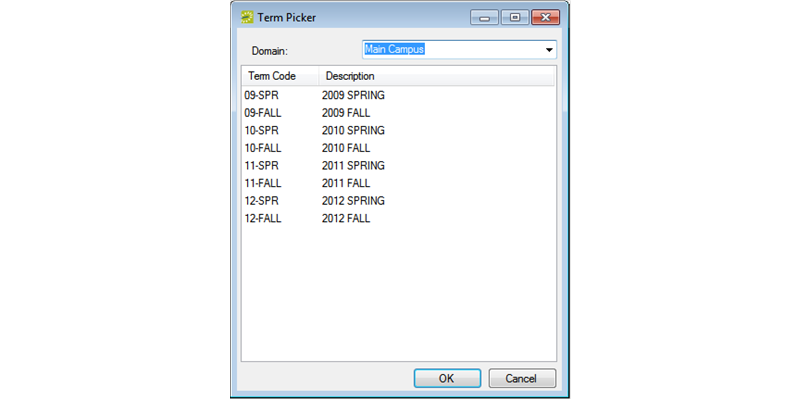 Term Picker
Domain: Main Campus
Term Code Description
09-SPR 2009 SPRING
09-FALL 2009 FALL
10-SPR 2010 SPRING
10-FALL 2010 FALL
11-SPR 2011 SPRING
11-FALL 2011 FALL
12-SPR 2012 SPRING
12-FALL 2012 FALL
OK Cancel